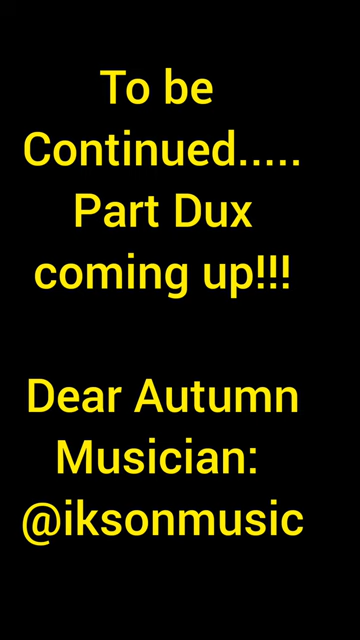 To be
Continued.....
Part Dux
coming up!!!
Dear Autumn
Musician:
@iksonmusic